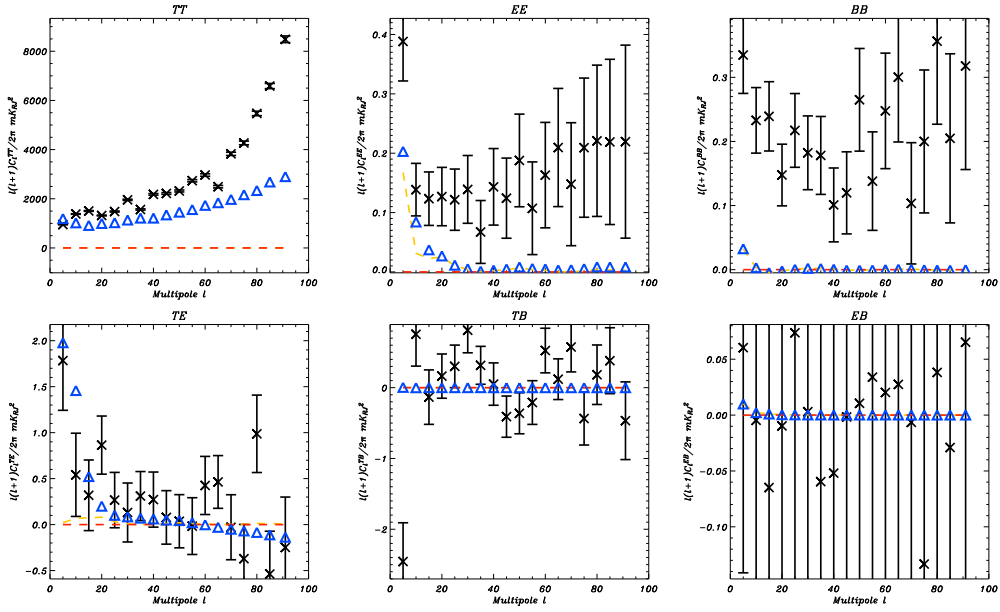 TT
l(l+1)C_l^TT/2π mK_RJ^2
8000
6000
4000
2000
0
0 20 40 60 80 100
Multipole l
EE
l(l+1)C_l^EE/2π mK_RJ^2
0.4
0.3
0.2
0.1
0.0
0 20 40 60 80 100
Multipole l
BB
l(l+1)C_l^BB/2π mK_RJ^2
0.3
0.2
0.1
0.0
0 20 40 60 80 100
Multipole l
TE
l(l+1)C_l^TE/2π mK_RJ^2
2.0
1.5
1.0
0.5
0.0
−0.5
0 20 40 60 80 100
Multipole l
TB
l(l+1)C_l^TB/2π mK_RJ^2
0
−1
−2
0 20 40 60 80 100
Multipole l
EB
l(l+1)C_l^EB/2π mK_RJ^2
0.05
0.00
−0.05
−0.10
0 20 40 60 80 100
Multipole l